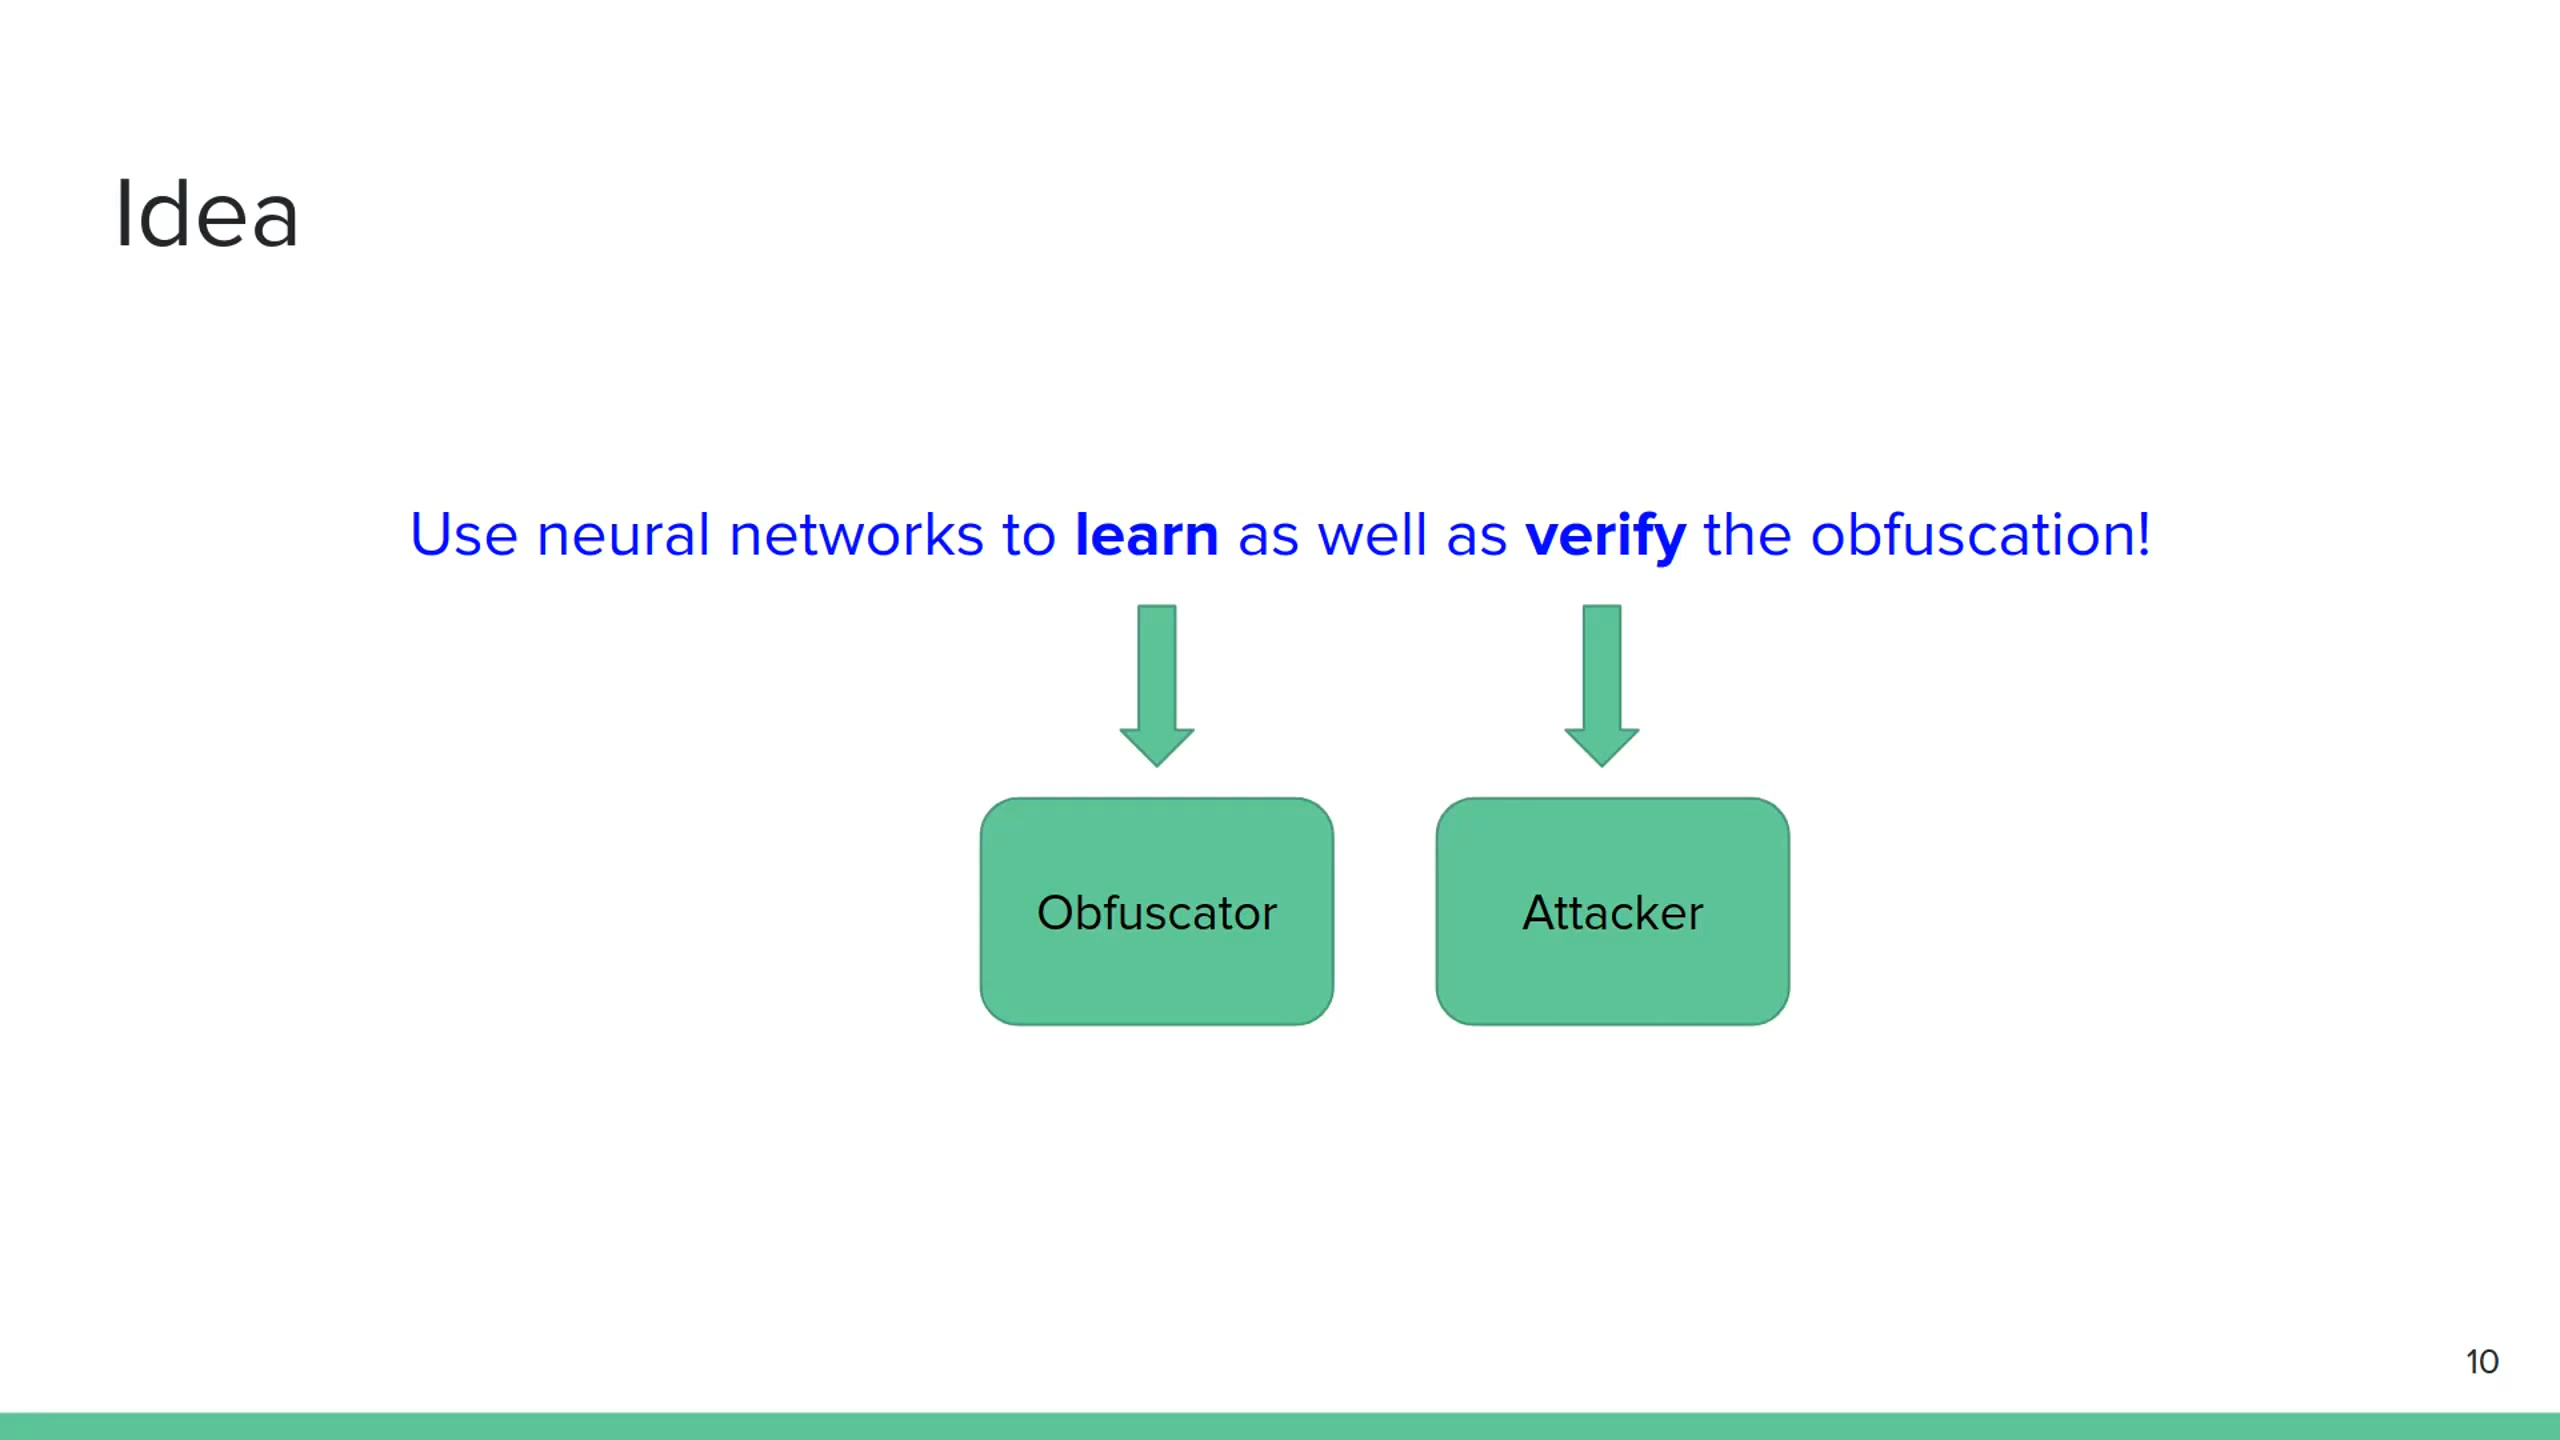 Idea
Use neural networks to learn as well as verify the obfuscation!
Obfuscator
Attacker
10